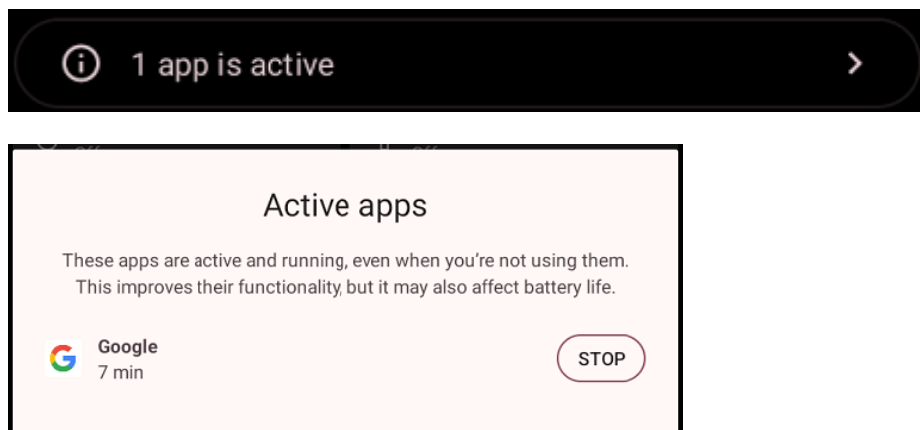 1 app is active
Active apps
These apps are active and running, even when you're not using them.
This improves their functionality, but it may also affect battery life.
Google
7 min
STOP